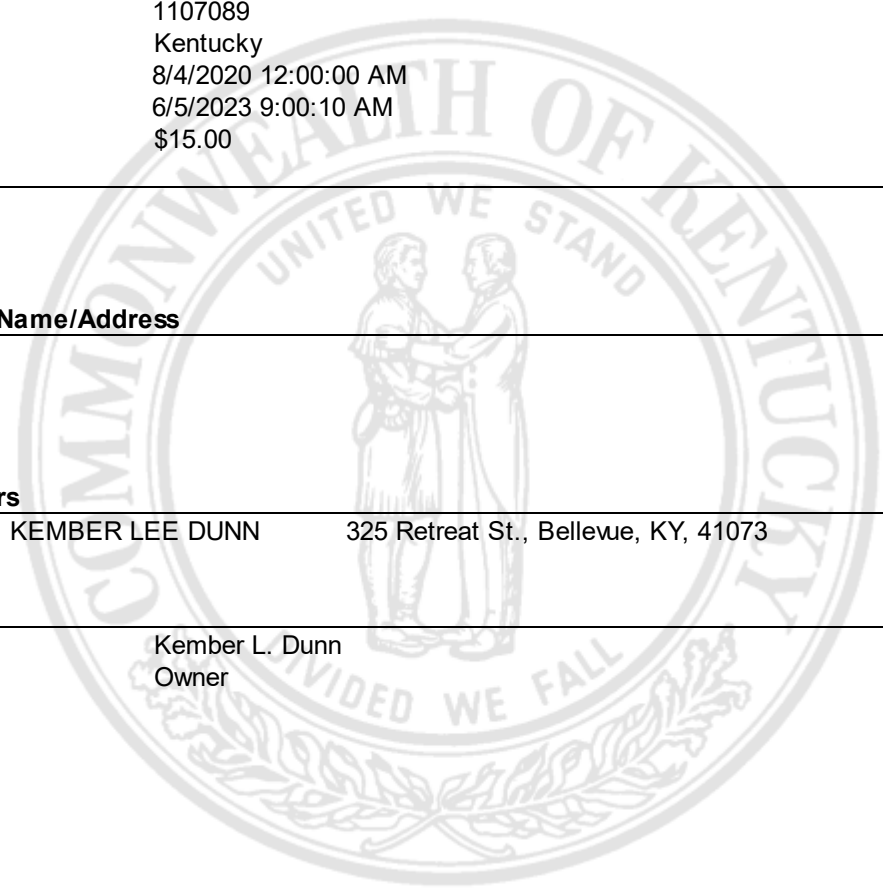 1107089
Kentucky
8/4/2020 12:00:00 AM
6/5/2023 9:00:10 AM
$15.00
COMMONWEALTH OF KENTUCKY
UNITED WE STAND
Name/Address
rs
KEMBER LEE DUNN 325 Retreat St., Bellevue, KY, 41073
Kember L. Dunn
Owner
DIVIDED WE FALL